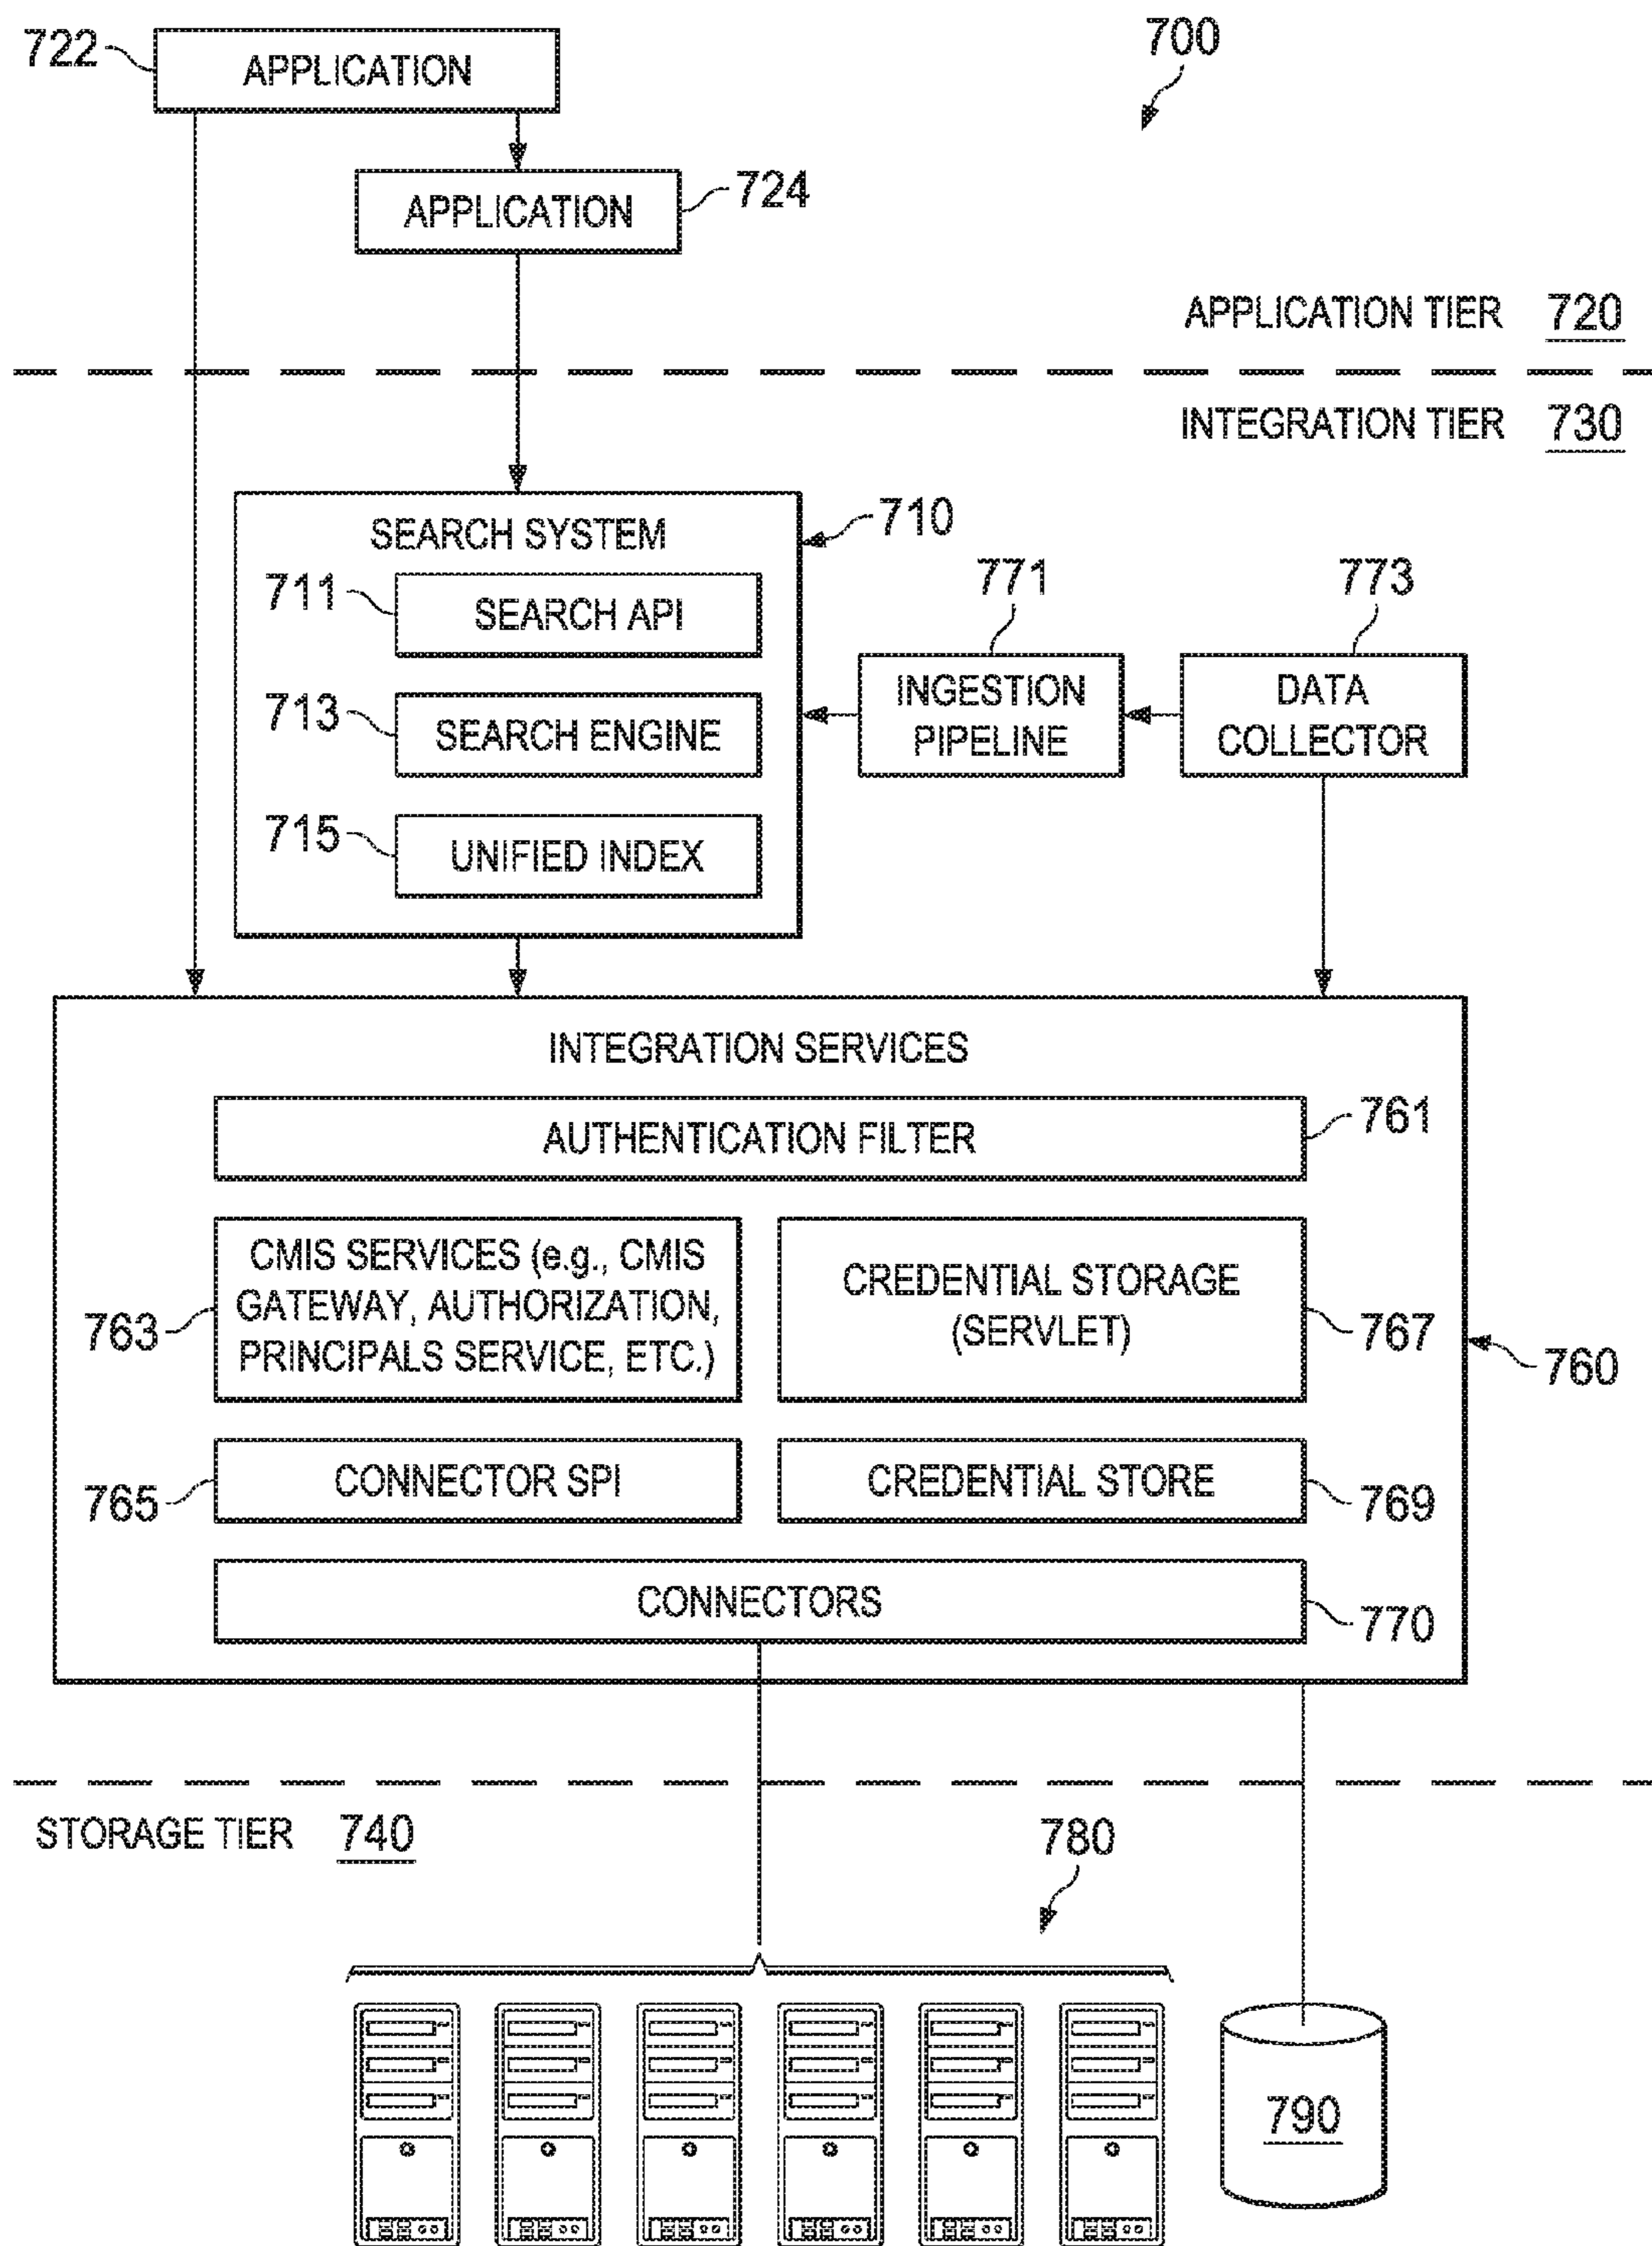 722
APPLICATION
700
APPLICATION
724
APPLICATION TIER 720
INTEGRATION TIER 730
SEARCH SYSTEM
710
711
SEARCH API
771
773
713
SEARCH ENGINE
INGESTION
PIPELINE
DATA
COLLECTOR
715
UNIFIED INDEX
INTEGRATION SERVICES
AUTHENTICATION FILTER
761
CMIS SERVICES (e.g., CMIS
GATEWAY, AUTHORIZATION,
PRINCIPALS SERVICE, ETC.)
763
CREDENTIAL STORAGE
(SERVLET)
767
760
765
CONNECTOR SPI
CREDENTIAL STORE
769
CONNECTORS
770
STORAGE TIER 740
780
790